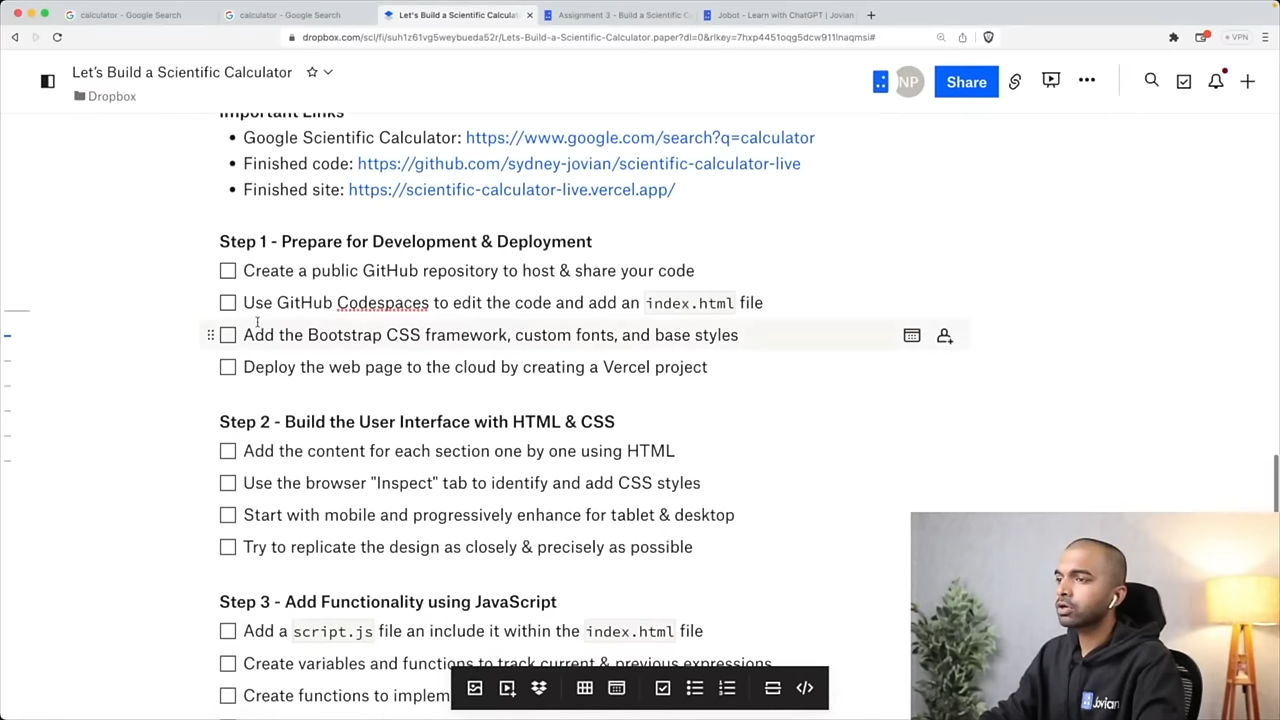 calculator - Google Search
calculator - Google Search
Let's Build a Scientific Calculat
Assignment 3 - Build a Scientific C
Jobot - Learn with ChatGPT | Jovian
dropbox.com/scl/fi/suh1z61vg5weybueda52r/Lets-Build-a-Scientific-Calculator.paper?dl=0&rlkey=7hxp4451oqg5dcw911lnaqmsi#
VPN
Let's Build a Scientific Calculator
Dropbox
NP
Share
Important Links
• Google Scientific Calculator: https://www.google.com/search?q=calculator
• Finished code: https://github.com/sydney-jovian/scientific-calculator-live
• Finished site: https://scientific-calculator-live.vercel.app/
Step 1 - Prepare for Development & Deployment
Create a public GitHub repository to host & share your code
Use GitHub Codespaces to edit the code and add an index.html file
Add the Bootstrap CSS framework, custom fonts, and base styles
Deploy the web page to the cloud by creating a Vercel project
Step 2 - Build the User Interface with HTML & CSS
Add the content for each section one by one using HTML
Use the browser "Inspect" tab to identify and add CSS styles
Start with mobile and progressively enhance for tablet & desktop
Try to replicate the design as closely & precisely as possible
Step 3 - Add Functionality using JavaScript
Add a script.js file an include it within the index.html file
Create variables and functions to track current & previous expressions
Create functions to implem
Jovian